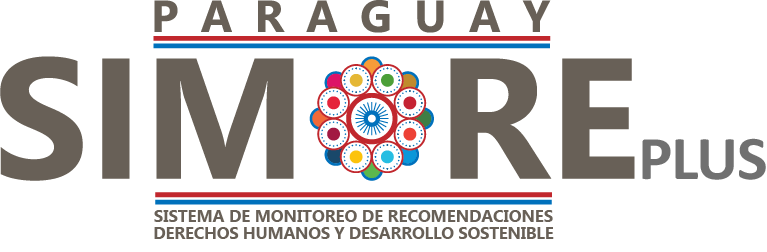 PARAGUAY
SIMORE PLUS
SISTEMA DE MONITOREO DE RECOMENDACIONES
DERECHOS HUMANOS Y DESARROLLO SOSTENIBLE